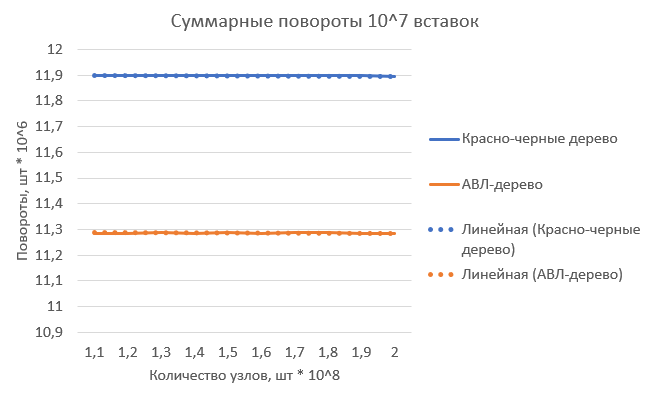 Суммарные повороты 10^7 вставок
12
11,9
11,8
11,7
11,6
11,5
11,4
11,3
11,2
11,1
11
10,9
Повороты, шт * 10^6
1,1 1,2 1,3 1,4 1,5 1,6 1,7 1,8 1,9 2
Количество узлов, шт * 10^8
Красно-черные дерево
АВЛ-дерево
Линейная (Красно-черные
дерево)
Линейная (АВЛ-дерево)